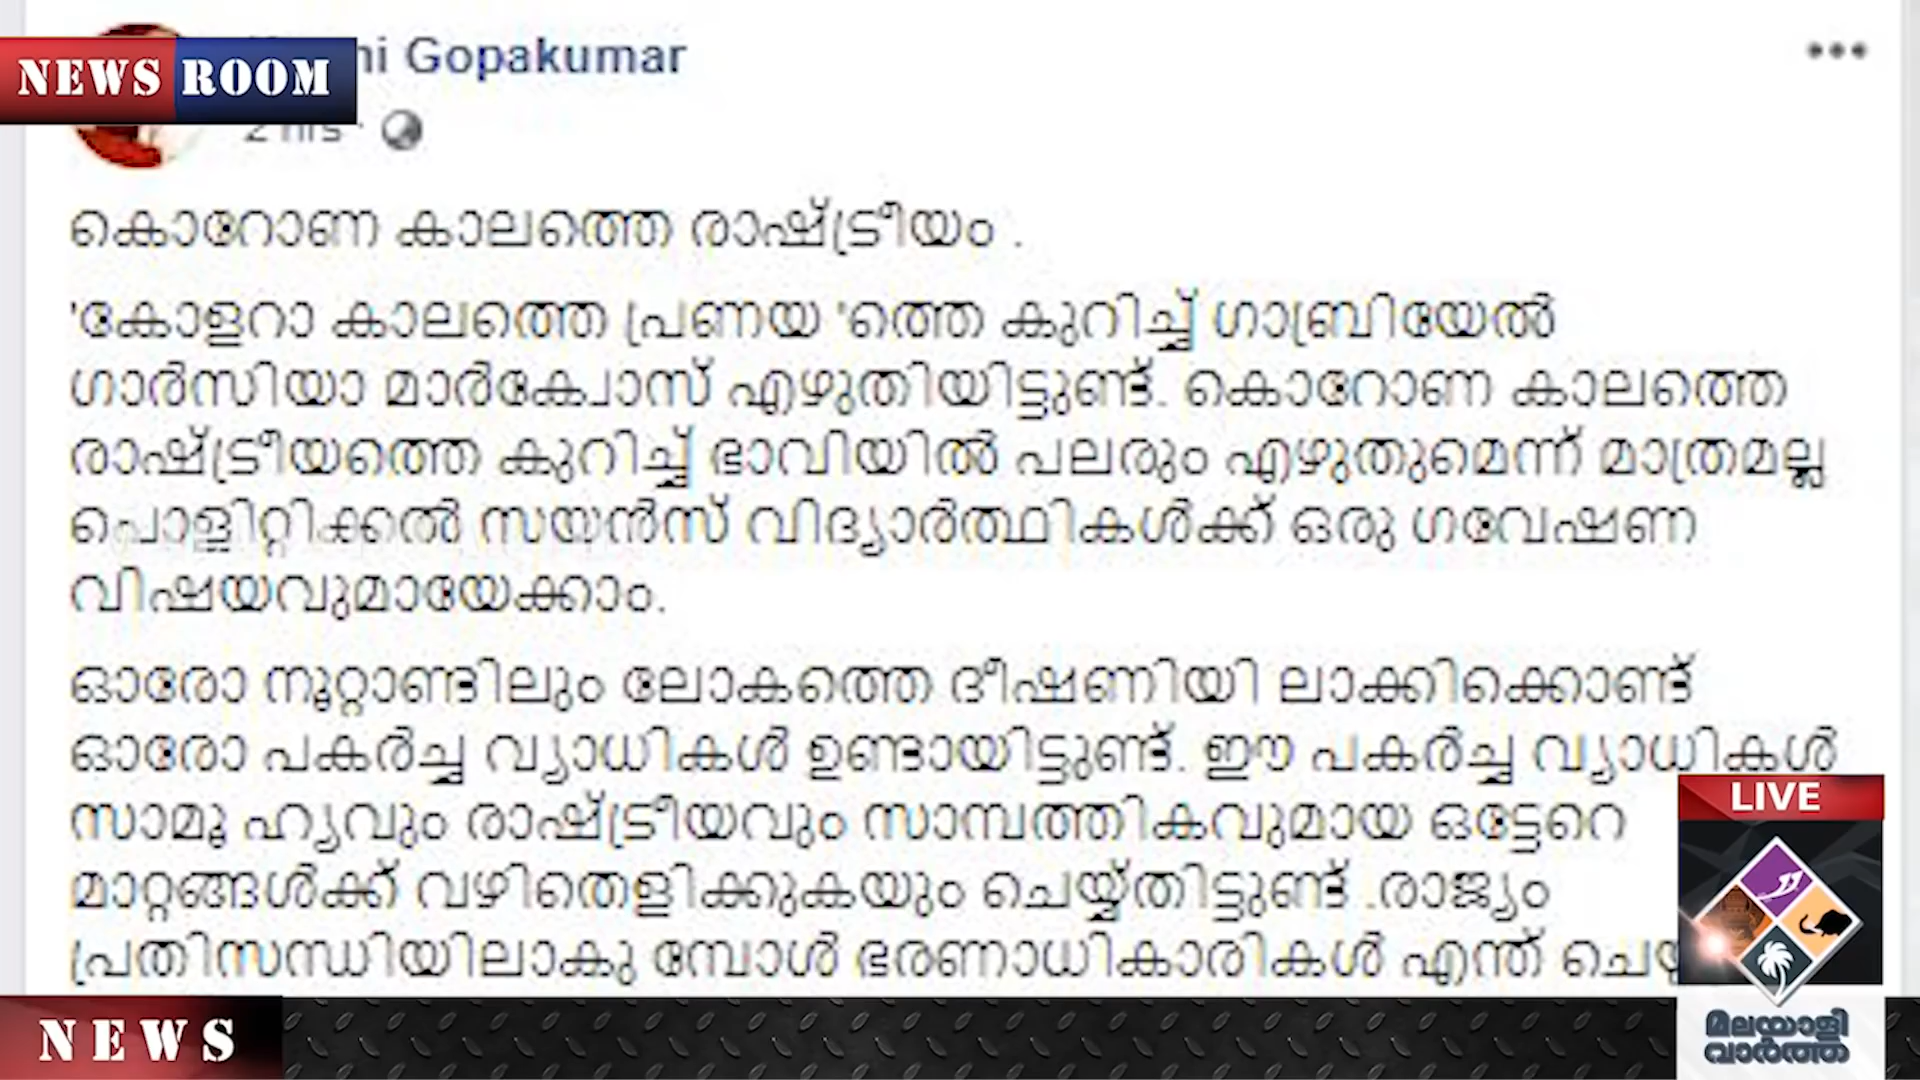 NEWS ROOM
Gopakumar
2 hrs ·
കൊറോണ കാലത്തെ രാഷ്ട്രീയം .
'കോളറാ കാലത്തെ പ്രണയ 'ത്തെ കുറിച്ച് ഗാബ്രിയേൽ
ഗാർസിയാ മാർക്വോസ് എഴുതിയിട്ടുണ്ട്. കൊറോണ കാലത്തെ
രാഷ്ട്രീയത്തെ കുറിച്ച് ഭാവിയിൽ പലരും എഴുതുമെന്ന് മാത്രമല്ല
പൊളിറ്റിക്കൽ സയൻസ് വിദ്യാർത്ഥികൾക്ക് ഒരു ഗവേഷണ
വിഷയവുമായേക്കാം.
ഓരോ നൂറ്റാണ്ടിലും ലോകത്തെ ഭീഷണിയി ലാക്കിക്കൊണ്ട്
ഓരോ പകർച്ച വ്യാധികൾ ഉണ്ടായിട്ടുണ്ട്. ഈ പകർച്ച വ്യാധികൾ
സാമൂ ഹ്യവും രാഷ്ട്രീയവും സാമ്പത്തികവുമായ ഒട്ടേറെ
മാറ്റങ്ങൾക്ക് വഴിതെളിക്കുകയും ചെയ്തിട്ടുണ്ട് .രാജ്യം
പ്രതിസന്ധിയിലാകു മ്പോൾ ഭരണാധികാരികൾ എന്ത്
LIVE
NEWS
മലയാളി
വാർത്ത